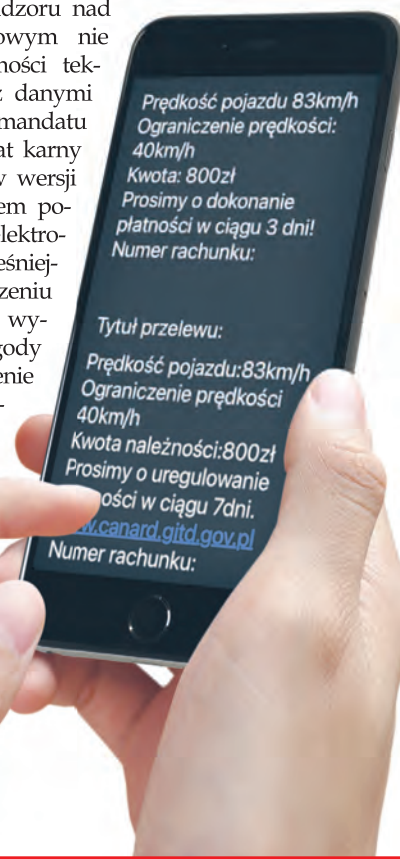 dzoru nad
owym nie
ności tek-
z danymi
mandatu
at karny
w wersji
em po-
elektro-
eśniej-
zeniu
wy-
gody
enie
-
Prędkość pojazdu 83km/h
Ograniczenie prędkości:
40km/h
Kwota: 800zł
Prosimy o dokonanie
płatności w ciągu 3 dni!
Numer rachunku:
Tytuł przelewu:
Prędkość pojazdu:83km/h
Ograniczenie prędkości
40km/h
Kwota należności:800zł
Prosimy o uregulowanie
ości w ciągu 7dni.
w.canard.gitd.gov.pl
Numer rachunku: